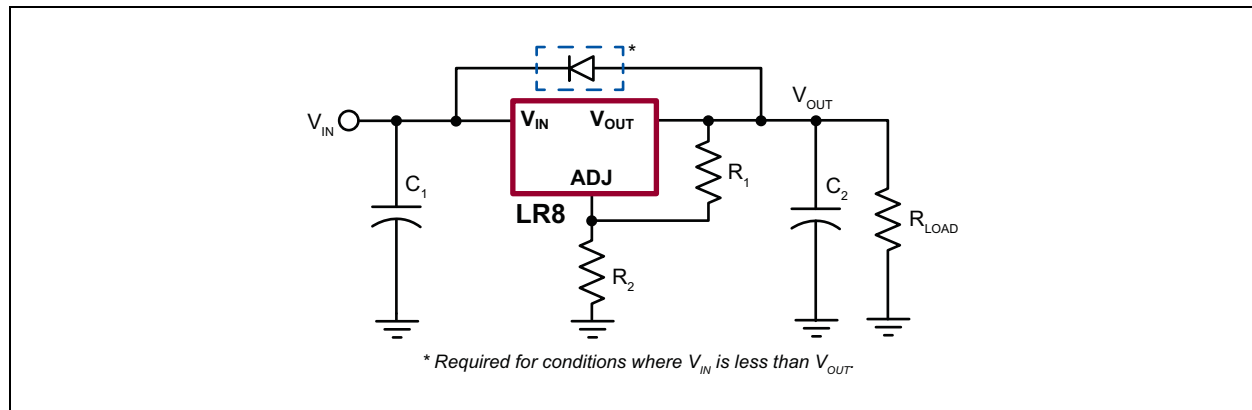 *
V_OUT
V_IN
V_IN V_OUT
ADJ
LR8
C_1
R_1
C_2
R_LOAD
R_2
* Required for conditions where V_IN is less than V_OUT.